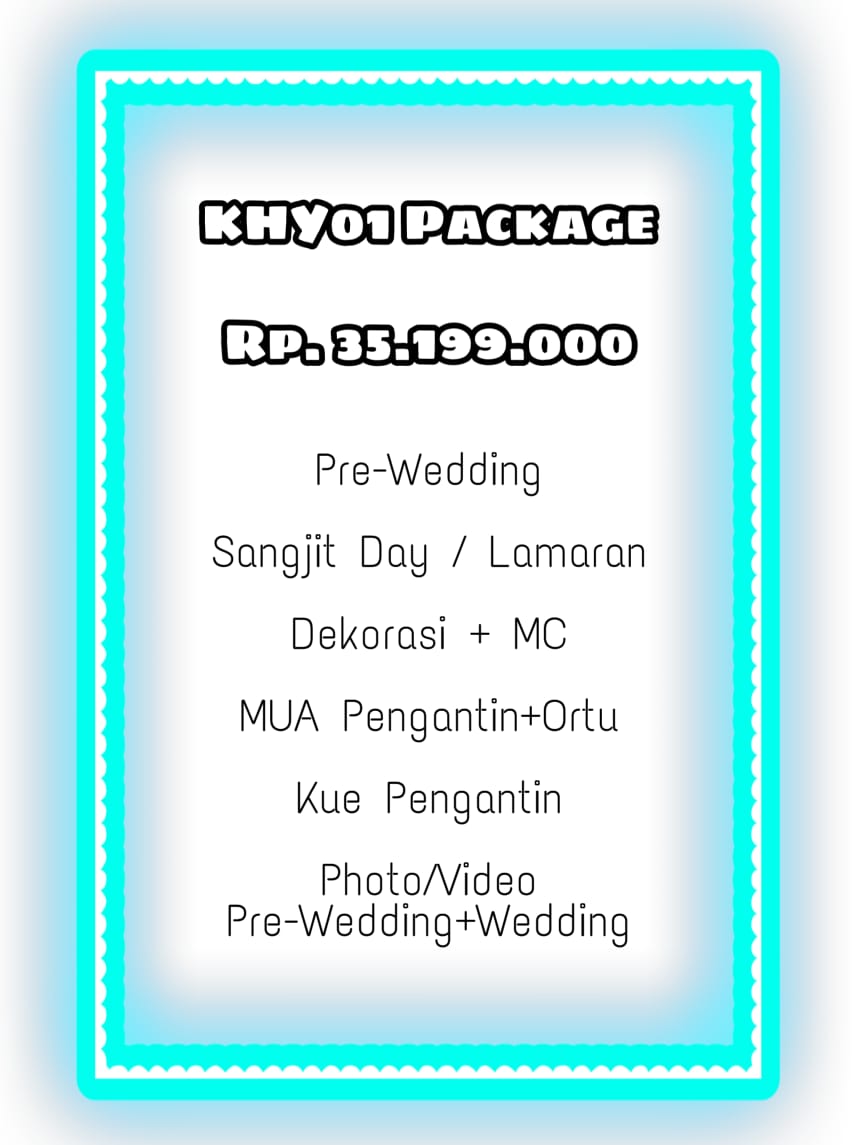 KHY01 Package
Rp. 35.199.000
Pre-Wedding
Sangjit Day / Lamaran
Dekorasi + MC
MUA Pengantin+Ortu
Kue Pengantin
Photo/Video
Pre-Wedding+Wedding